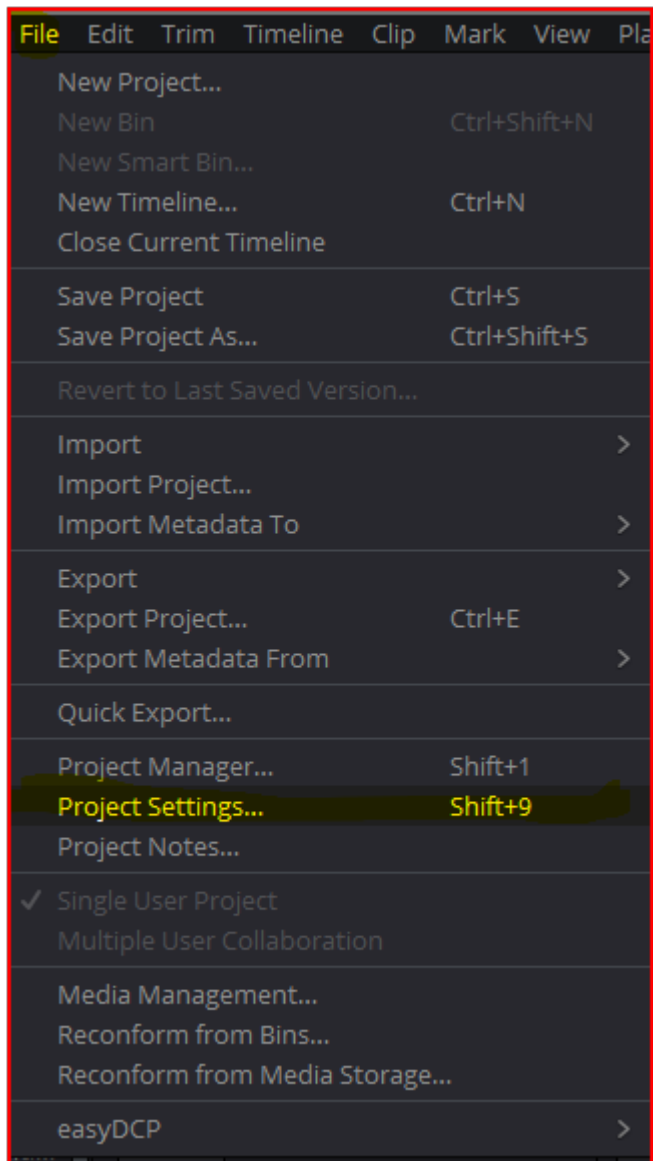 File Edit Trim Timeline Clip Mark View Pla
New Project...
New Bin Ctrl+Shift+N
New Smart Bin...
New Timeline... Ctrl+N
Close Current Timeline
Save Project Ctrl+S
Save Project As... Ctrl+Shift+S
Revert to Last Saved Version...
Import >
Import Project...
Import Metadata To >
Export >
Export Project... Ctrl+E
Export Metadata From >
Quick Export...
Project Manager... Shift+1
Project Settings... Shift+9
Project Notes...
✓ Single User Project
Multiple User Collaboration
Media Management...
Reconform from Bins...
Reconform from Media Storage...
easyDCP >